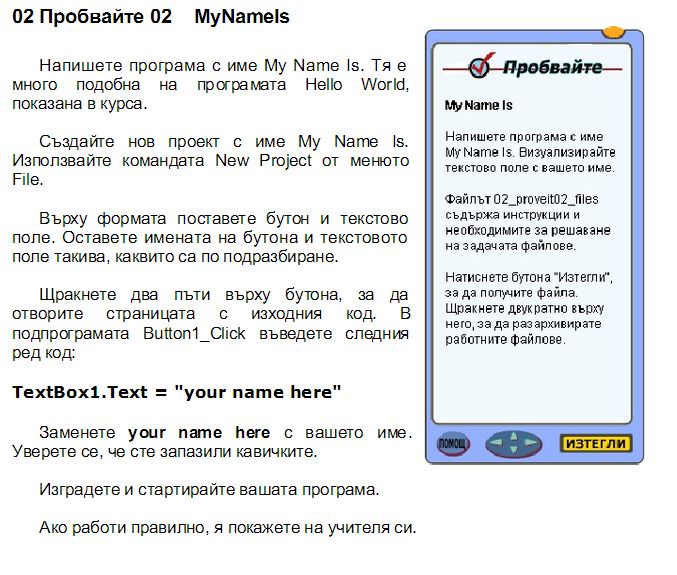 02 Пробвайте 02 MyNameIs
Напишете програма с име My Name Is. Тя е
много подобна на програмата Hello World,
показана в курса.
Създайте нов проект с име My Name Is.
Използвайте командата New Project от менюто
File.
Върху формата поставете бутон и текстово
поле. Оставете имената на бутона и текстовото
поле такива, каквито са по подразбиране.
Щракнете два пъти върху бутона, за да
отворите страницата с изходния код. В
подпрограмата Button1_Click въведете следния
ред код:
TextBox1.Text = "your name here"
Заменете your name here с вашето име.
Уверете се, че сте запазили кавичките.
Изградете и стартирайте вашата програма.
Ако работи правилно, я покажете на учителя си.
Пробвайте
My Name Is
Напишете програма с име
My Name Is. Визуализирайте
текстово поле с вашето име.
Файлът 02_proveit02_files
съдържа инструкции и
необходимите за решаване
на задачата файлове.
Натиснете бутона "Изтегли",
за да получите файла.
Щракнете двукратно върху
него, за да разархивирате
работните файлове.
ПОМОЩ
ИЗТЕГЛИ